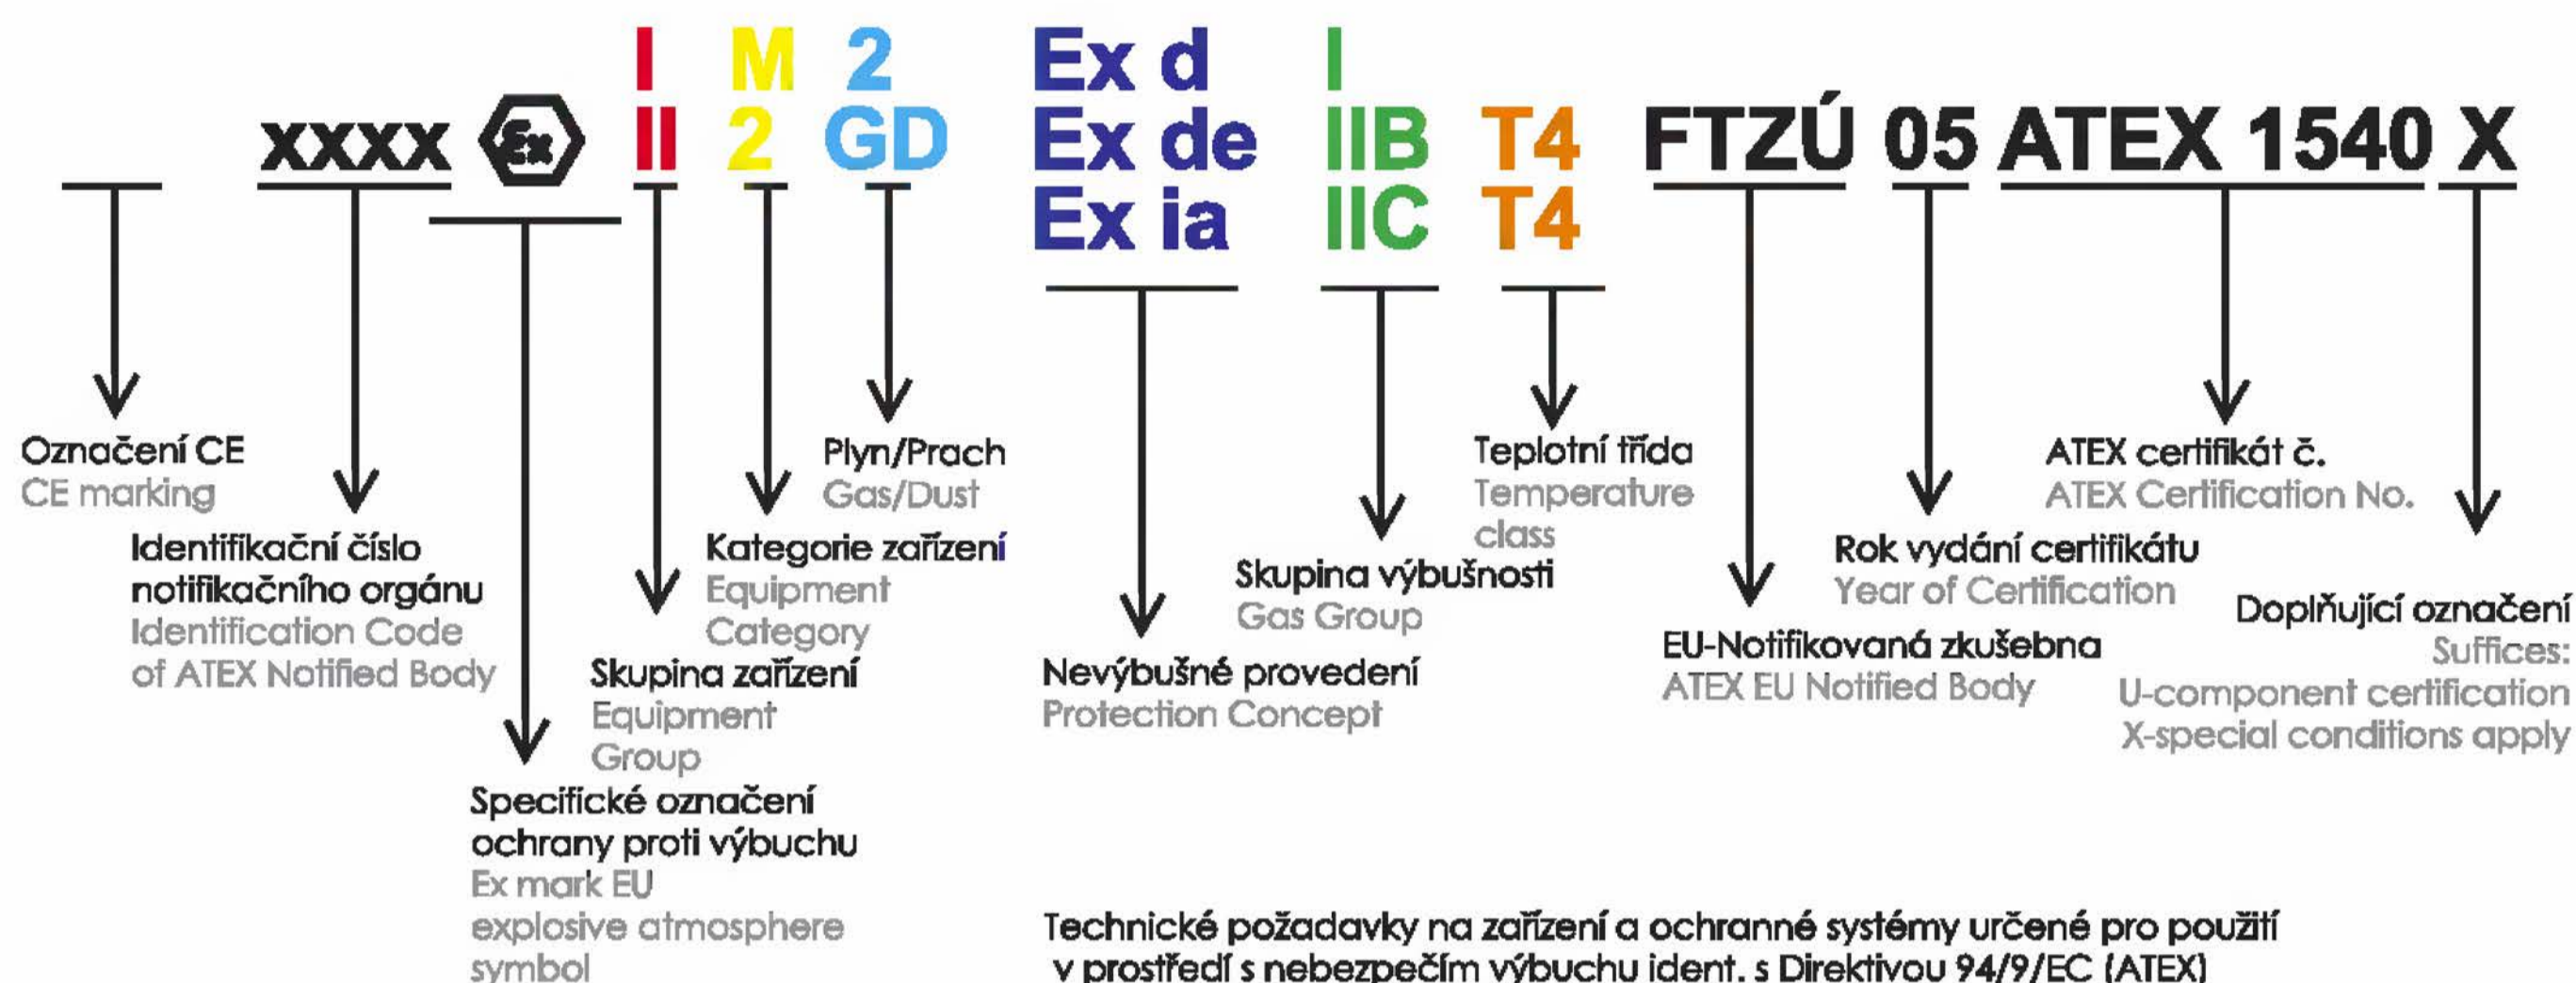 I M 2 Ex d I
xxxx Ex II 2 GD Ex de IIB T4 FTZÚ 05 ATEX 1540 X
Ex ia IIC T4
Označení CE
CE marking
Identifikační číslo
notifikačního orgánu
Identification Code
of ATEX Notified Body
Specifické označení
ochrany proti výbuchu
Ex mark EU
explosive atmosphere
symbol
Skupina zařízení
Equipment
Group
Kategorie zařízení
Equipment
Category
Plyn/Prach
Gas/Dust
Nevýbušné provedení
Protection Concept
Skupina výbušnosti
Gas Group
Teplotní třída
Temperature
class
EU-Notifikovaná zkušebna
ATEX EU Notified Body
Rok vydání certifikátu
Year of Certification
ATEX certifikát č.
ATEX Certification No.
Doplňující označení
Suffices:
U-component certification
X-special conditions apply
Technické požadavky na zařízení a ochranné systémy určené pro použití
v prostředí s nebezpečím výbuchu ident. s Direktivou 94/9/EC (ATEX)